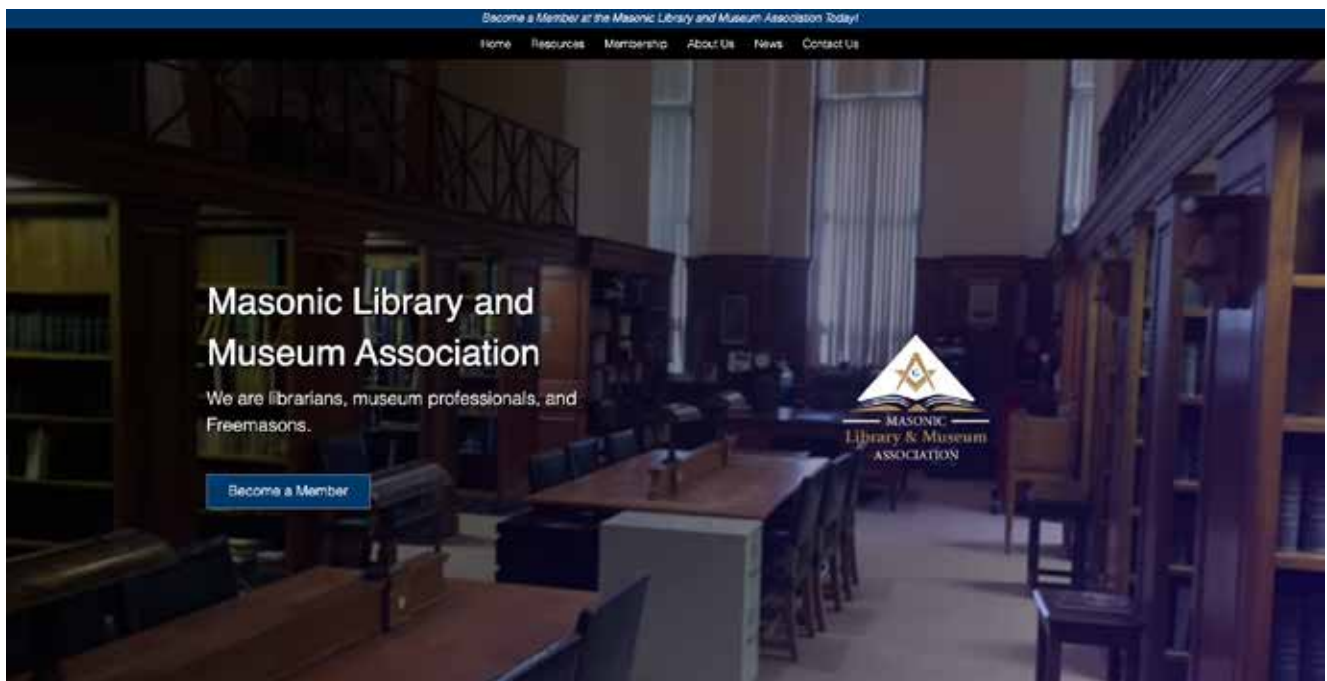 Become a Member at the Masonic Library and Museum Association Today!
Home Resources Membership About Us News Contact Us
Masonic Library and
Museum Association
We are librarians, museum professionals, and
Freemasons.
Become a Member
G
MASONIC
Library & Museum
ASSOCIATION